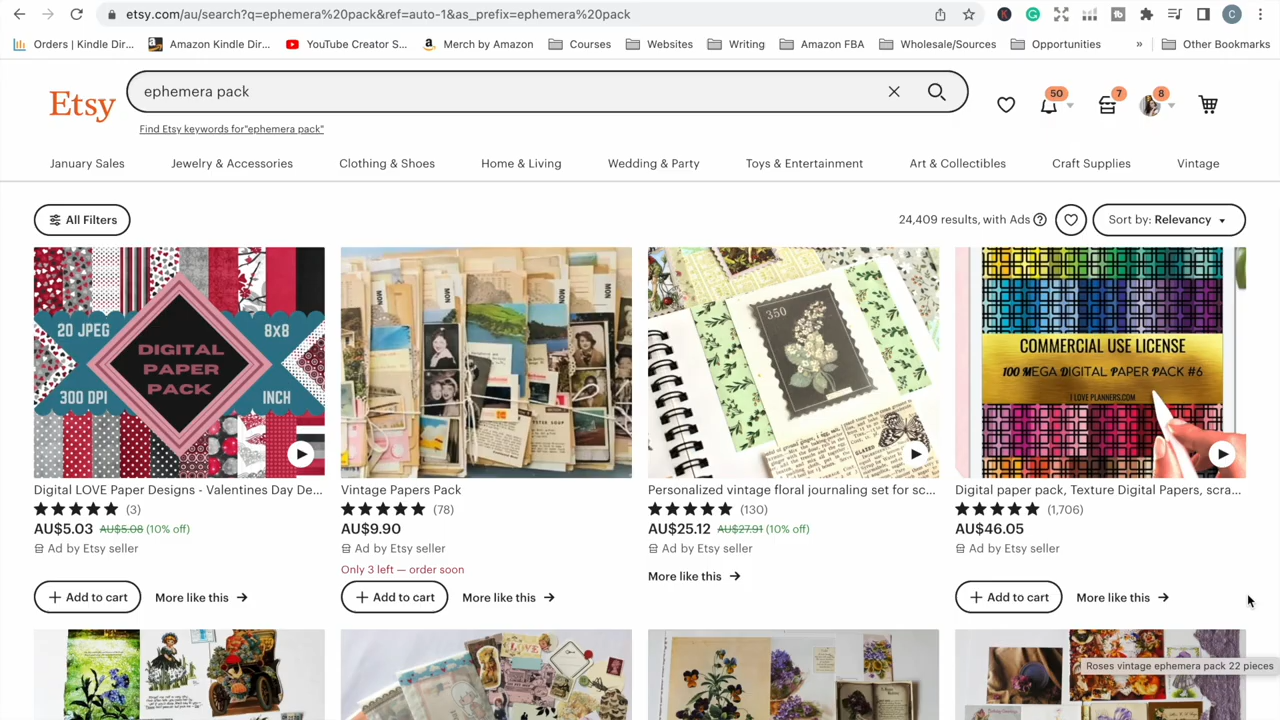 etsy.com/au/search?q=ephemera%20pack&ref=auto-1&as_prefix=ephemera%20pack
Orders | Kindle Dir...
Amazon Kindle Dir...
YouTube Creator S...
Merch by Amazon
Courses
Websites
Writing
Amazon FBA
Wholesale/Sources
Opportunities
»
Other Bookmarks
Etsy
ephemera pack
Find Etsy keywords for"ephemera pack"
50
7
8
January Sales
Jewelry & Accessories
Clothing & Shoes
Home & Living
Wedding & Party
Toys & Entertainment
Art & Collectibles
Craft Supplies
Vintage
All Filters
24,409 results, with Ads
Sort by: Relevancy
20 JPEG
8x8
DIGITAL
PAPER
PACK
300 DPI
INCH
MON
MON
MON
350
COMMERCIAL USE LICENSE
100 MEGA DIGITAL PAPER PACK #6
I LOVE PLANNERS.COM
Digital LOVE Paper Designs - Valentines Day De...
(3)
AU$5.03 AU$5.08 (10% off)
Ad by Etsy seller
Add to cart
More like this
Vintage Papers Pack
(78)
AU$9.90
Ad by Etsy seller
Only 3 left — order soon
Add to cart
More like this
Personalized vintage floral journaling set for sc...
(130)
AU$25.12 AU$27.91 (10% off)
Ad by Etsy seller
More like this
Digital paper pack, Texture Digital Papers, scra...
(1,706)
AU$46.05
Ad by Etsy seller
Add to cart
More like this
LOVE
Roses vintage ephemera pack 22 pieces